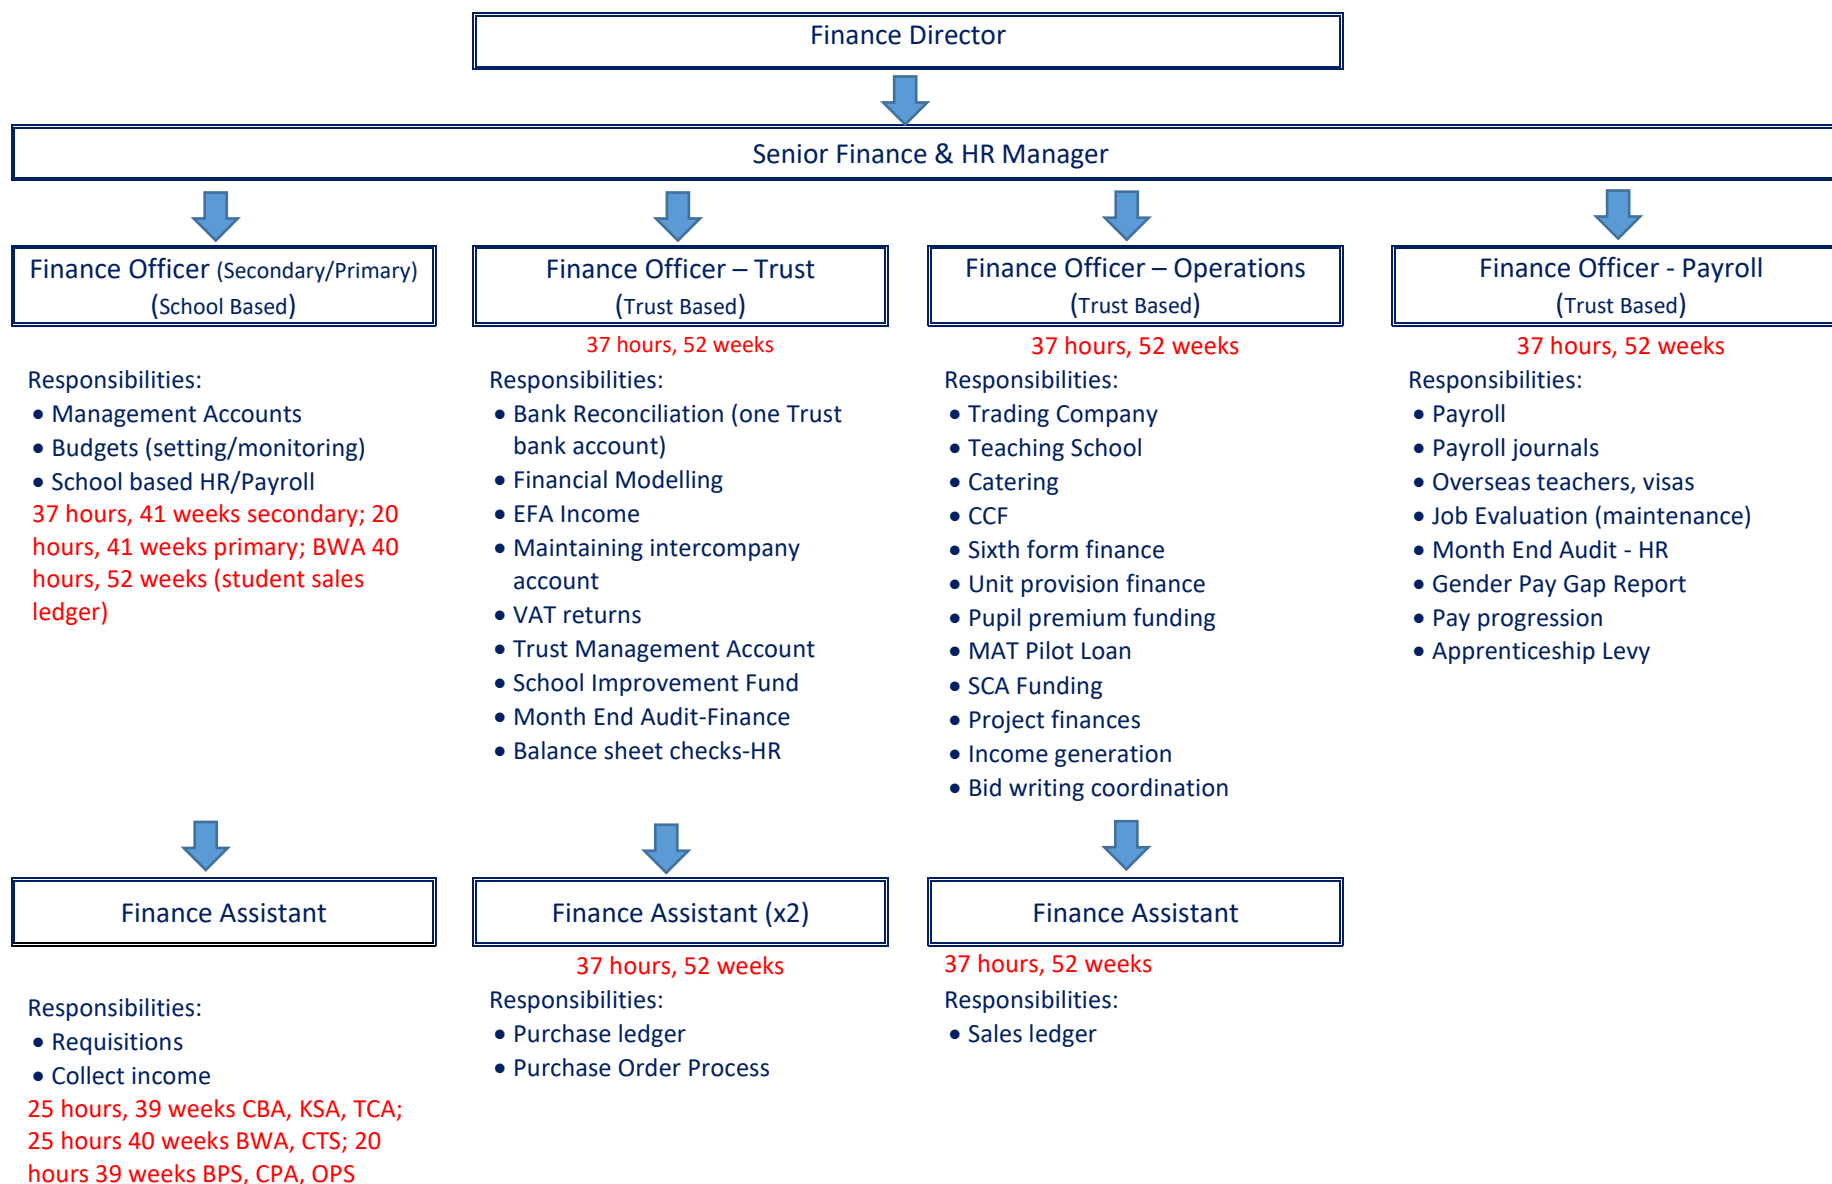 Finance Director
Senior Finance & HR Manager
Finance Officer (Secondary/Primary)
(School Based)
Responsibilities:
• Management Accounts
• Budgets (setting/monitoring)
• School based HR/Payroll
37 hours, 41 weeks secondary; 20
hours, 41 weeks primary; BWA 40
hours, 52 weeks (student sales
ledger)
Finance Officer – Trust
(Trust Based)
37 hours, 52 weeks
Responsibilities:
• Bank Reconciliation (one Trust
bank account)
• Financial Modelling
• EFA Income
• Maintaining intercompany
account
• VAT returns
• Trust Management Account
• School Improvement Fund
• Month End Audit-Finance
• Balance sheet checks-HR
Finance Officer – Operations
(Trust Based)
37 hours, 52 weeks
Responsibilities:
• Trading Company
• Teaching School
• Catering
• CCF
• Sixth form finance
• Unit provision finance
• Pupil premium funding
• MAT Pilot Loan
• SCA Funding
• Project finances
• Income generation
• Bid writing coordination
Finance Officer - Payroll
(Trust Based)
37 hours, 52 weeks
Responsibilities:
• Payroll
• Payroll journals
• Overseas teachers, visas
• Job Evaluation (maintenance)
• Month End Audit - HR
• Gender Pay Gap Report
• Pay progression
• Apprenticeship Levy
Finance Assistant
Responsibilities:
• Requisitions
• Collect income
25 hours, 39 weeks CBA, KSA, TCA;
25 hours 40 weeks BWA, CTS; 20
hours 39 weeks BPS, CPA, OPS
Finance Assistant (x2)
37 hours, 52 weeks
Responsibilities:
• Purchase ledger
• Purchase Order Process
Finance Assistant
37 hours, 52 weeks
Responsibilities:
• Sales ledger